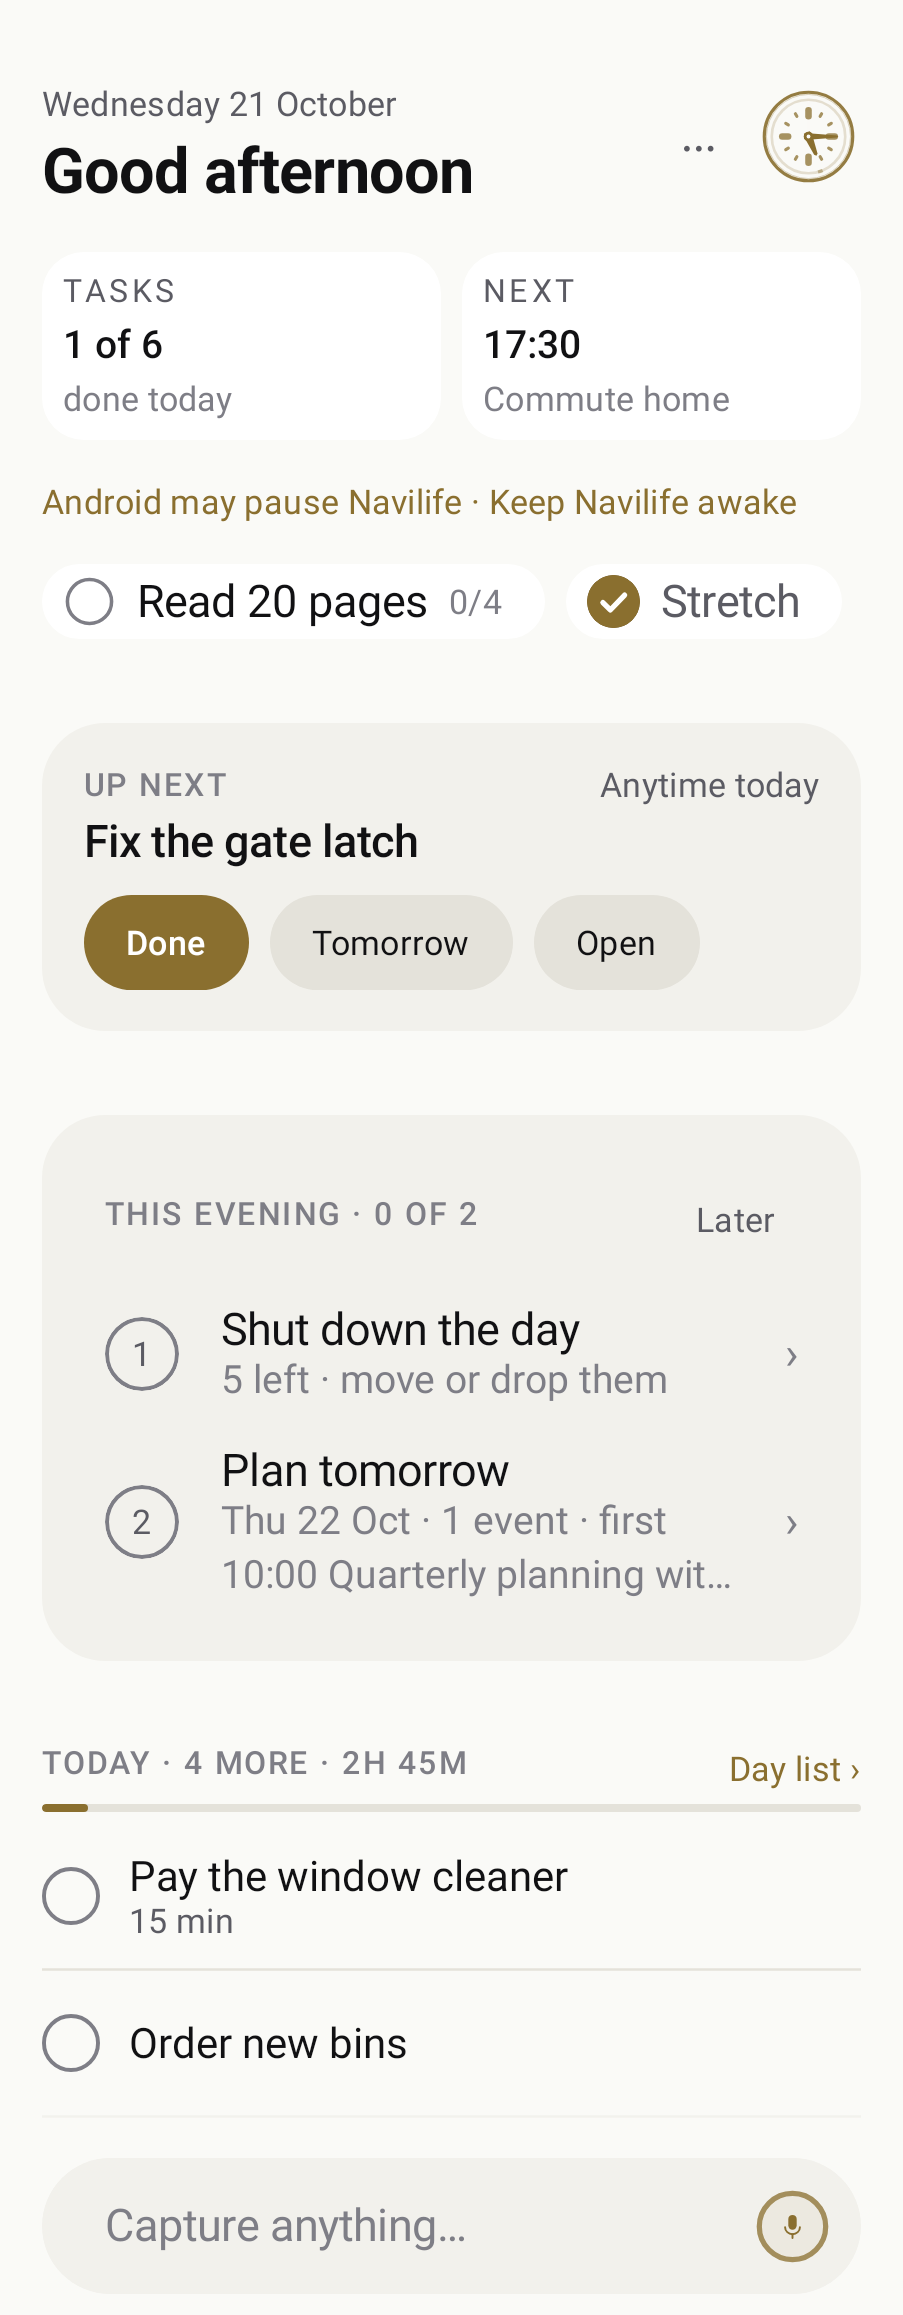 Wednesday 21 October
Good afternoon
...
TASKS
1 of 6
done today
NEXT
17:30
Commute home
Android may pause Navilife · Keep Navilife awake
Read 20 pages 0/4
Stretch
UP NEXT
Anytime today
Fix the gate latch
Done
Tomorrow
Open
THIS EVENING · 0 OF 2
Later
1
Shut down the day
5 left · move or drop them
›
2
Plan tomorrow
Thu 22 Oct · 1 event · first
10:00 Quarterly planning wit...
›
TODAY · 4 MORE · 2H 45M
Day list ›
Pay the window cleaner
15 min
Order new bins
Capture anything...